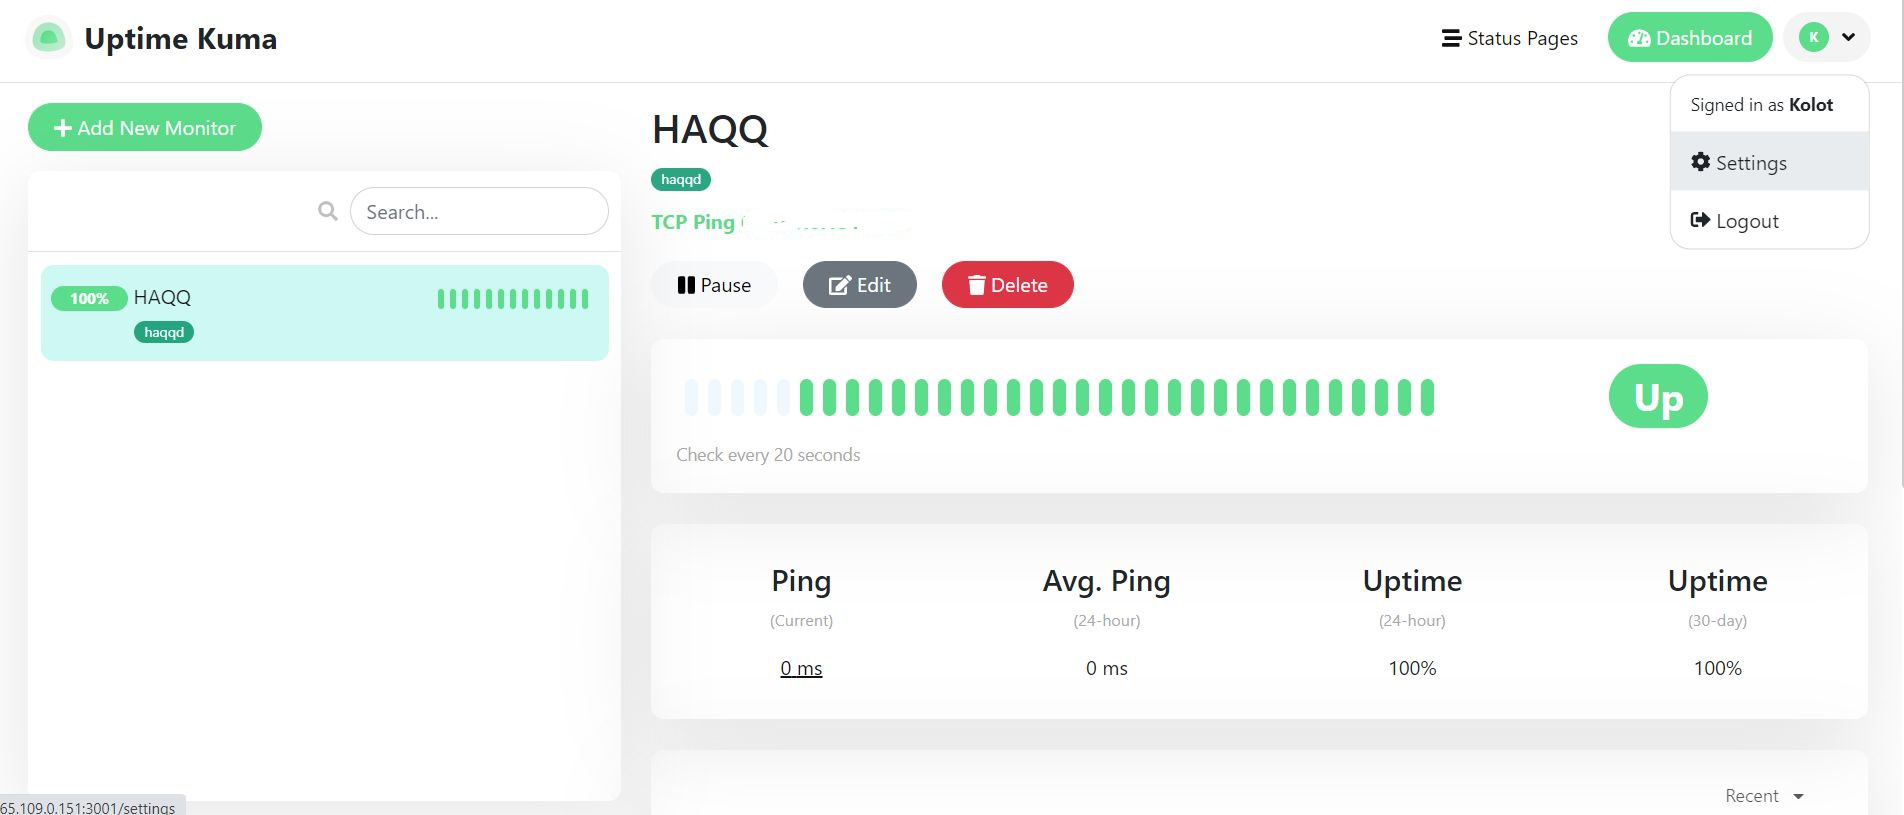 Uptime Kuma
Status Pages
Dashboard
K
Signed in as Kolot
Settings
Logout
Add New Monitor
Search...
100% HAQQ
haqqd
HAQQ
haqqd
TCP Ping
Pause
Edit
Delete
Up
Check every 20 seconds
Ping
(Current)
0 ms
Avg. Ping
(24-hour)
0 ms
Uptime
(24-hour)
100%
Uptime
(30-day)
100%
Recent
65.109.0.151:3001/settings